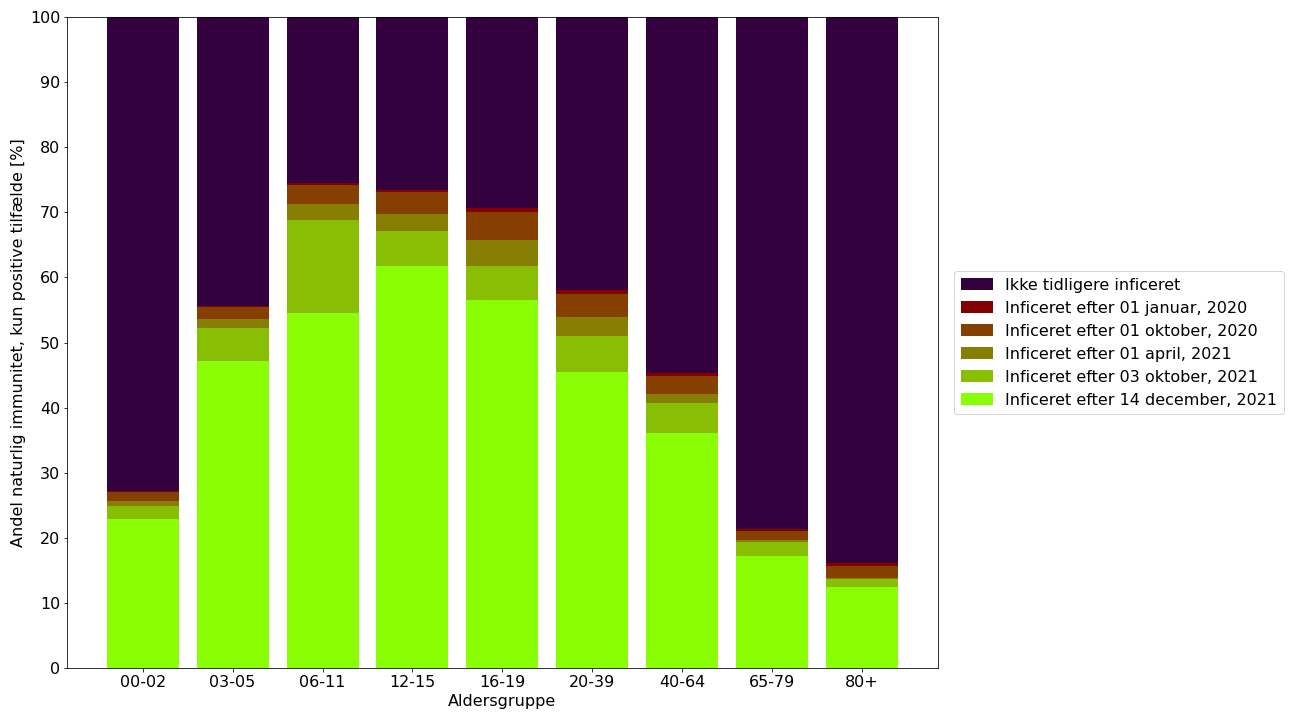 Andel naturlig immunitet, kun positive tilfælde [%]
100
90
80
70
60
50
40
30
20
10
0
00-02 03-05 06-11 12-15 16-19 20-39 40-64 65-79 80+
Aldersgruppe
Ikke tidligere inficeret
Inficeret efter 01 januar, 2020
Inficeret efter 01 oktober, 2020
Inficeret efter 01 april, 2021
Inficeret efter 03 oktober, 2021
Inficeret efter 14 december, 2021